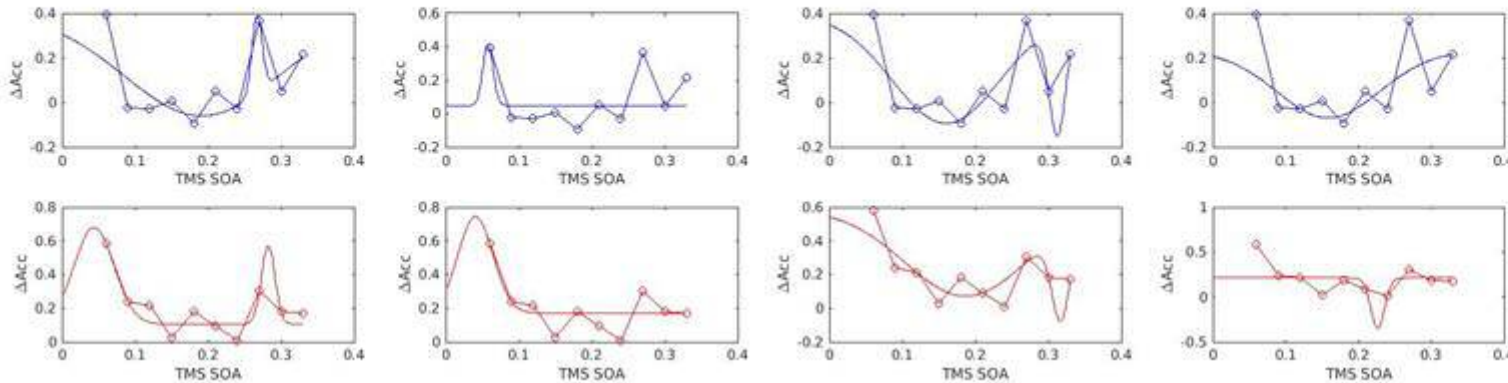 0.4 0.6 0.4 0.4
ΔAcc 0.2 ΔAcc 0.4 ΔAcc 0.2 ΔAcc 0.2
0 0.2 0 0
0
-0.2 -0.2 -0.2 -0.2
0 0.1 0.2 0.3 0.4 0 0.1 0.2 0.3 0.4 0 0.1 0.2 0.3 0.4 0 0.1 0.2 0.3 0.4
TMS SOA TMS SOA TMS SOA TMS SOA
0.8 0.8 0.6 1
0.6 0.6 0.4
ΔAcc 0.4 ΔAcc 0.4 ΔAcc 0.2 ΔAcc 0.5
0.2 0.2 0 0
0 0 -0.2 -0.5
0 0.1 0.2 0.3 0.4 0 0.1 0.2 0.3 0.4 0 0.1 0.2 0.3 0.4 0 0.1 0.2 0.3 0.4
TMS SOA TMS SOA TMS SOA TMS SOA